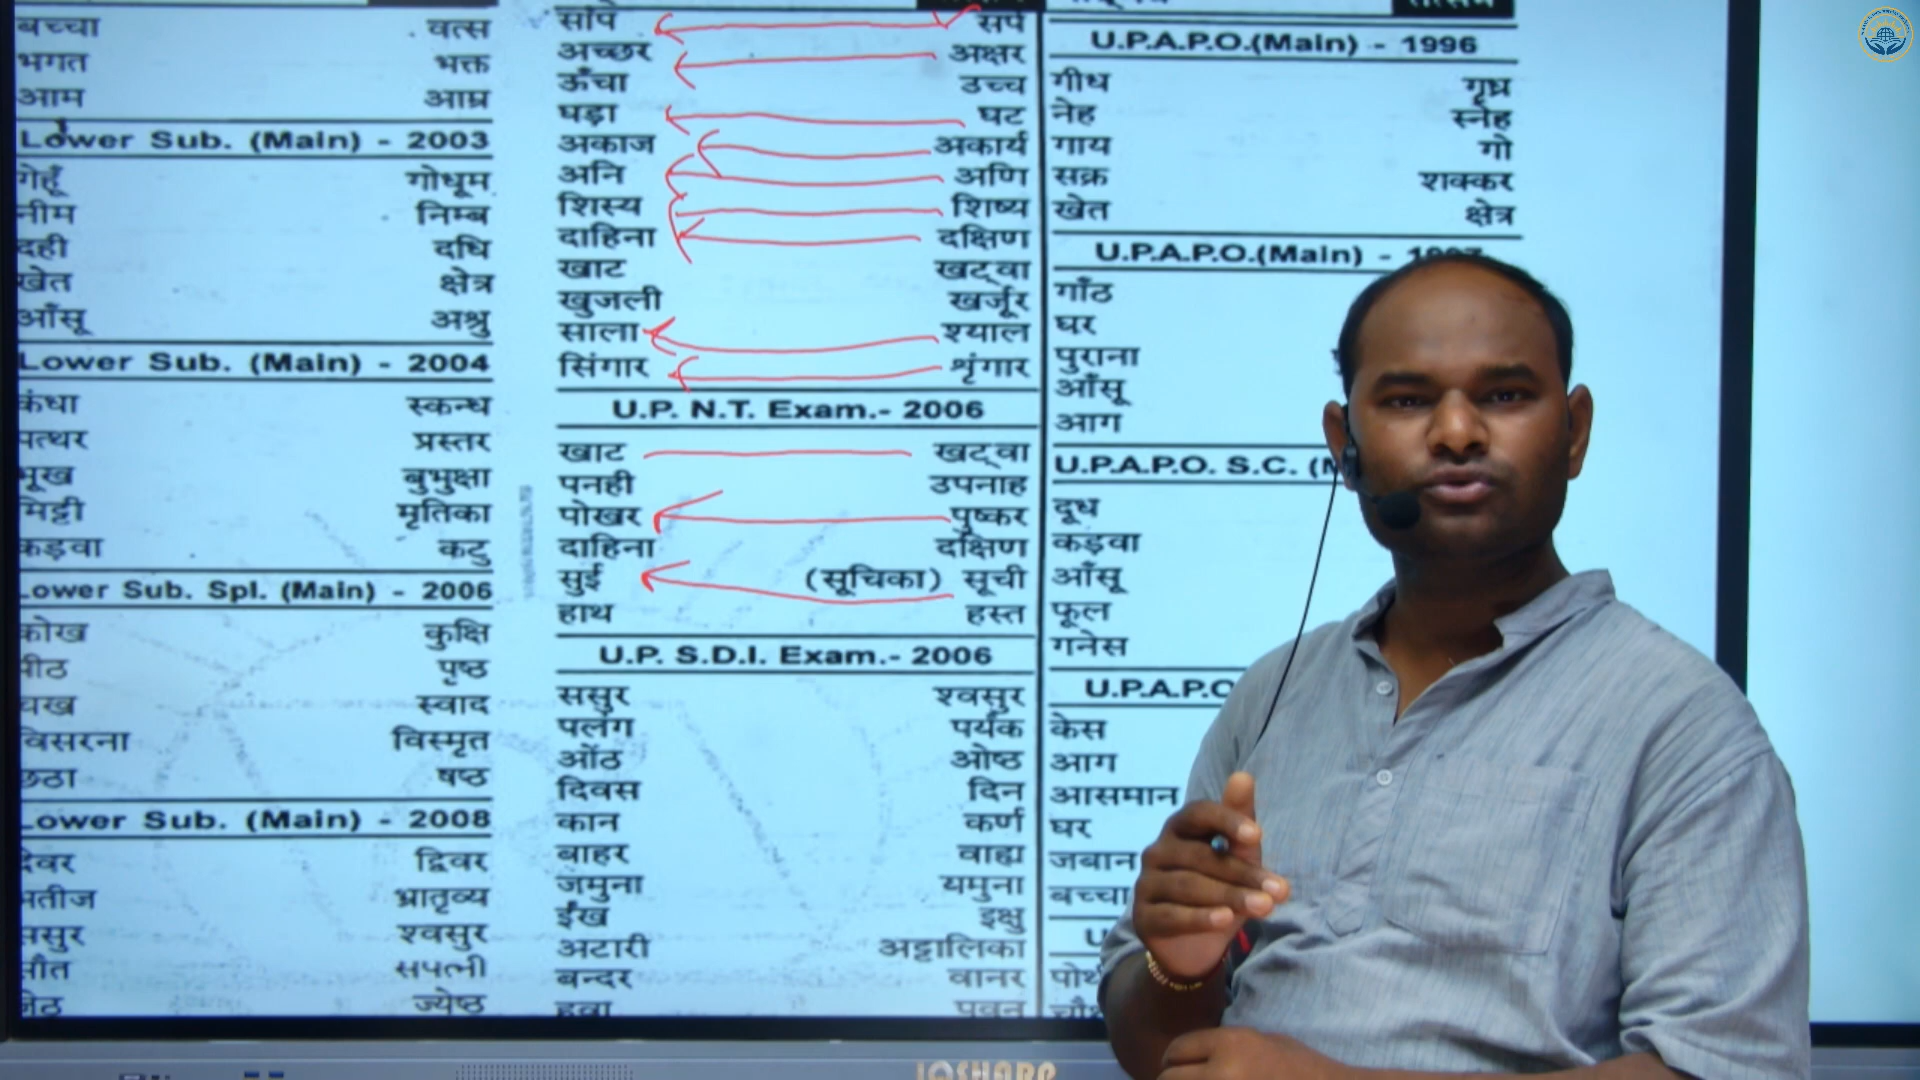 बच्चा वत्स
भगत भक्त
आम आम्र
Lower Sub. (Main) - 2003
गेहूँ गोधूम
नीम निम्ब
दही दधि
खेत क्षेत्र
आँसू अश्रु
Lower Sub. (Main) - 2004
कंधा स्कन्ध
पत्थर प्रस्तर
भूख बुभुक्षा
मिट्टी मृतिका
कड़वा कटु
Lower Sub. Spl. (Main) - 2006
कोख कुक्षि
पीठ पृष्ठ
चख स्वाद
विसरना विस्मृत
छठा षष्ठ
Lower Sub. (Main) - 2008
देवर द्विवर
भतीज भ्रातृव्य
ससुर श्वसुर
सौत सपत्नी
जेठ ज्येष्ठ
साँप सर्प
अच्छर अक्षर
ऊँचा उच्च
घड़ा घट
अकाज अकार्य
अनि अणि
शिस्य शिष्य
दाहिना दक्षिण
खाट खट्वा
खुजली खर्जूर
साला श्याल
सिंगार शृंगार
U.P. N.T. Exam.- 2006
खाट खट्वा
पनही उपनाह
पोखर पुष्कर
दाहिना दक्षिण
सुई (सूचिका) सूची
हाथ हस्त
U.P. S.D.I. Exam.- 2006
ससुर श्वसुर
पलंग पर्यंक
ओंठ ओष्ठ
दिवस दिन
कान कर्ण
बाहर वाह्य
जमुना यमुना
ईख इक्षु
अटारी अट्टालिका
बन्दर वानर
हवा पवन
U.P.A.P.O.(Main) - 1996
गीध गृध्र
नेह स्नेह
गाय गो
सक्र शक्कर
खेत क्षेत्र
U.P.A.P.O.(Main) - 1997
गाँठ
घर
पुराना
आँसू
आग
U.P.A.P.O. S.C. (M
दूध
कड़वा
आँसू
फूल
गनेस
U.P.A.P.O
केस
आग
आसमान
घर
जबान
बच्चा
U